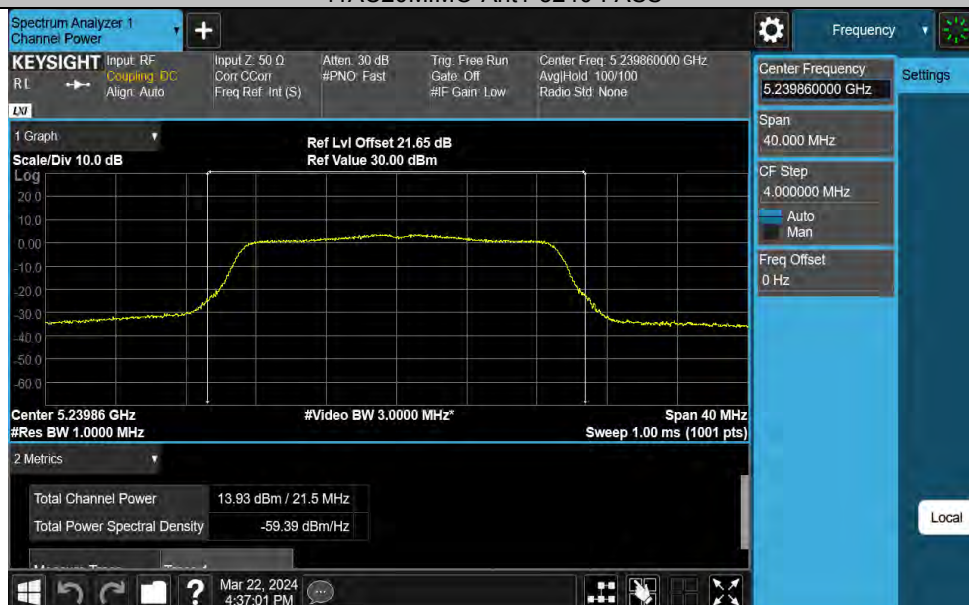 Spectrum Analyzer 1
Channel Power
Frequency
KEYSIGHT
RL
LXI
Input: RF
Coupling: DC
Align: Auto
Input Z: 50 Ω
Corr CCorr
Freq Ref: Int (S)
Atten: 30 dB
#PNO: Fast
Trig: Free Run
Gate: Off
#IF Gain: Low
Center Freq: 5.239860000 GHz
Avg|Hold: 100/100
Radio Std: None
Center Frequency
5.239860000 GHz
Settings
Span
40.000 MHz
CF Step
4.000000 MHz
Auto
Man
Freq Offset
0 Hz
Local
1 Graph
Scale/Div 10.0 dB
Ref Lvl Offset 21.65 dB
Ref Value 30.00 dBm
Log
20.0
10.0
0.00
-10.0
-20.0
-30.0
-40.0
-50.0
-60.0
Center 5.23986 GHz
#Video BW 3.0000 MHz*
Span 40 MHz
#Res BW 1.0000 MHz
Sweep 1.00 ms (1001 pts)
2 Metrics
Total Channel Power 13.93 dBm / 21.5 MHz
Total Power Spectral Density -59.39 dBm/Hz
?
Mar 22, 2024
4:37:01 PM